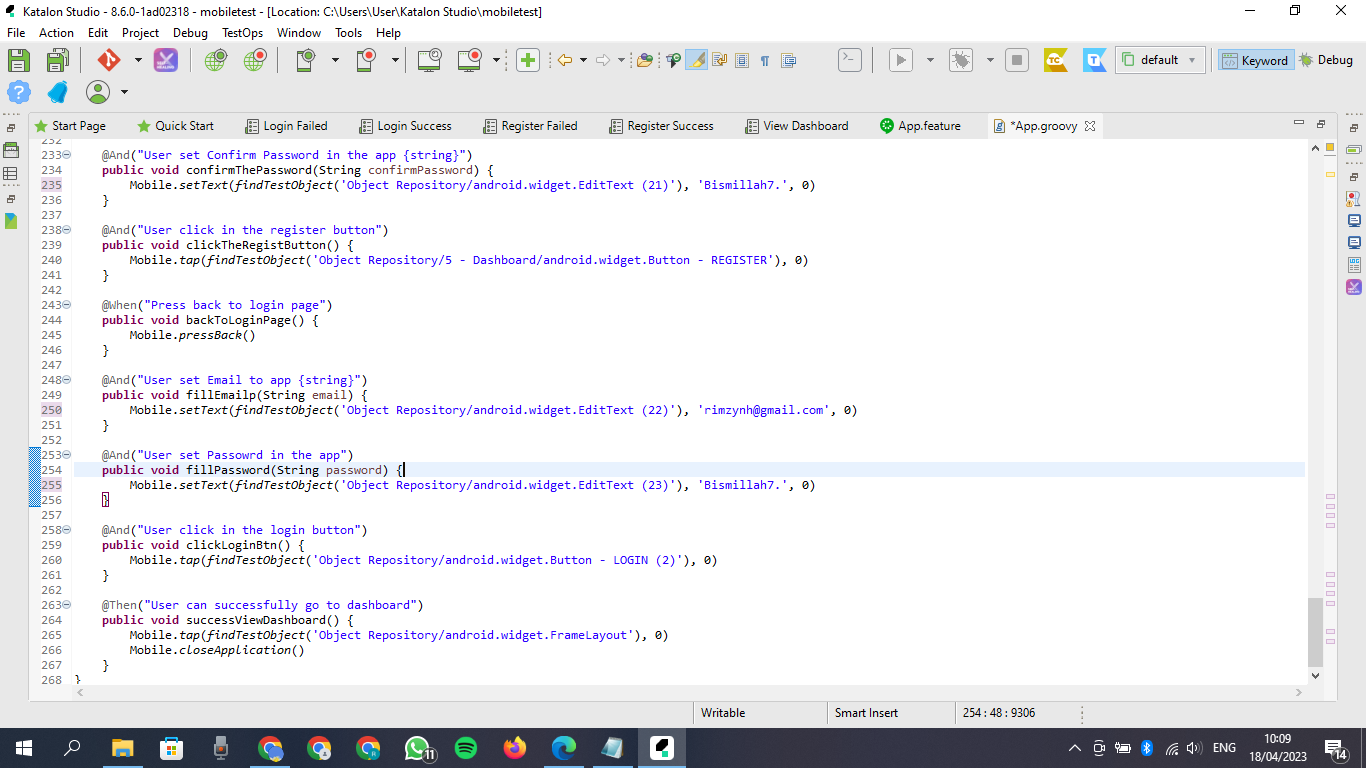 Katalon Studio - 8.6.0-1ad02318 - mobiletest - [Location: C:\Users\User\Katalon Studio\mobiletest]
File Action Edit Project Debug TestOps Window Tools Help
TC T default Keyword Debug
Start Page Quick Start Login Failed Login Success Register Failed Register Success View Dashboard App.feature *App.groovy
232
233 @And("User set Confirm Password in the app {string}")
234 public void confirmThePassword(String confirmPassword) {
235 Mobile.setText(findTestObject('Object Repository/android.widget.EditText (21)'), 'Bismillah7.', 0)
236 }
237
238 @And("User click in the register button")
239 public void clickTheRegistButton() {
240 Mobile.tap(findTestObject('Object Repository/5 - Dashboard/android.widget.Button - REGISTER'), 0)
241 }
242
243 @When("Press back to login page")
244 public void backToLoginPage() {
245 Mobile.pressBack()
246 }
247
248 @And("User set Email to app {string}")
249 public void fillEmailp(String email) {
250 Mobile.setText(findTestObject('Object Repository/android.widget.EditText (22)'), 'rimzynh@gmail.com', 0)
251 }
252
253 @And("User set Passowrd in the app")
254 public void fillPassword(String password) {
255 Mobile.setText(findTestObject('Object Repository/android.widget.EditText (23)'), 'Bismillah7.', 0)
256 }
257
258 @And("User click in the login button")
259 public void clickLoginBtn() {
260 Mobile.tap(findTestObject('Object Repository/android.widget.Button - LOGIN (2)'), 0)
261 }
262
263 @Then("User can successfully go to dashboard")
264 public void successViewDashboard() {
265 Mobile.tap(findTestObject('Object Repository/android.widget.FrameLayout'), 0)
266 Mobile.closeApplication()
267 }
268 }
Writable Smart Insert 254 : 48 : 9306
11 ENG 10:09
18/04/2023 14